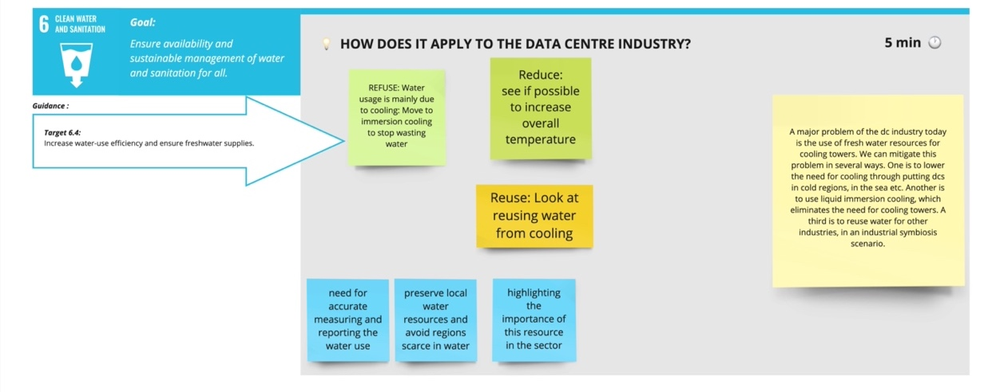 6 CLEAN WATER
AND SANITATION
Goal:
Ensure availability and
sustainable management of water
and sanitation for all.
Guidance :
Target 6.4:
Increase water-use efficiency and ensure freshwater supplies.
HOW DOES IT APPLY TO THE DATA CENTRE INDUSTRY?
5 min
REFUSE: Water
usage is mainly due
to cooling: Move to
immersion cooling
to stop wasting
water
Reduce:
see if possible
to increase
overall
temperature
Reuse: Look at
reusing water
from cooling
need for
accurate
measuring and
reporting the
water use
preserve local
water
resources and
avoid regions
scarce in water
highlighting
the
importance of
this resource
in the sector
A major problem of the dc industry today
is the use of fresh water resources for
cooling towers. We can mitigate this
problem in several ways. One is to lower
the need for cooling through putting dcs
in cold regions, in the sea etc. Another is
to use liquid immersion cooling, which
eliminates the need for cooling towers. A
third is to reuse water for other
industries, in an industrial symbiosis
scenario.